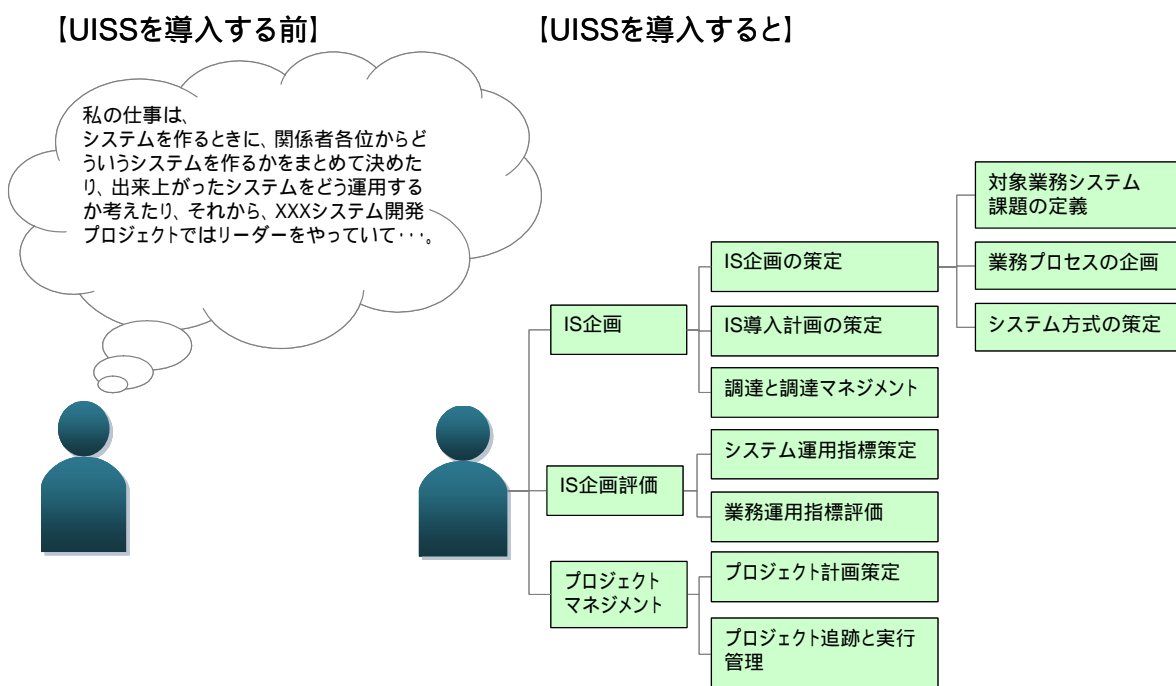 【UISSを導入する前】
【UISSを導入すると】
私の仕事は、
システムを作るときに、関係者各位からど
ういうシステムを作るかをまとめて決めた
り、出来上がったシステムをどう運用する
か考えたり、それから、XXXシステム開発
プロジェクトではリーダーをやっていて・・・。
IS企画
IS企画の策定
対象業務システム
課題の定義
業務プロセスの企画
システム方式の策定
IS導入計画の策定
調達と調達マネジメント
IS企画評価
システム運用指標策定
業務運用指標評価
プロジェクト
マネジメント
プロジェクト計画策定
プロジェクト追跡と実行
管理